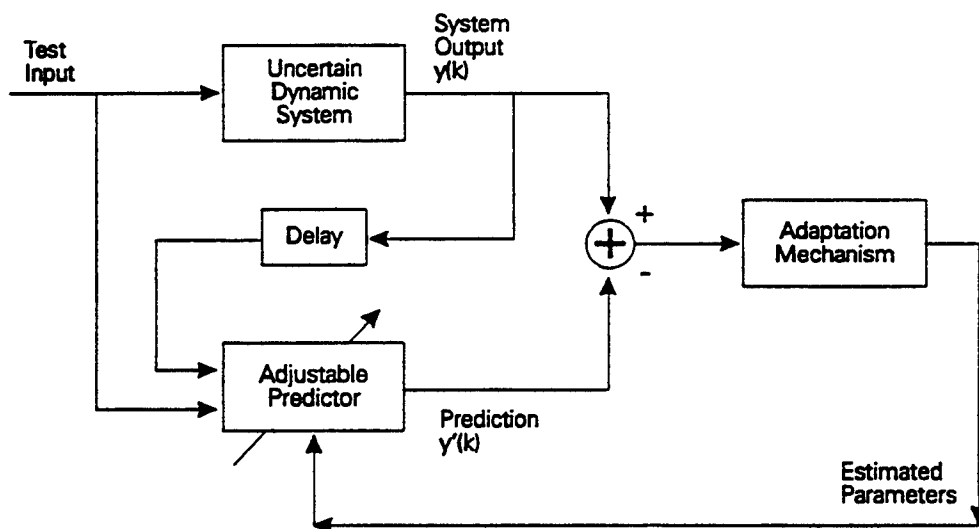 System
Output
y(k)
Test
Input
Uncertain
Dynamic
System
Delay
+
+
-
Adaptation
Mechanism
Adjustable
Predictor
Prediction
y'(k)
Estimated
Parameters